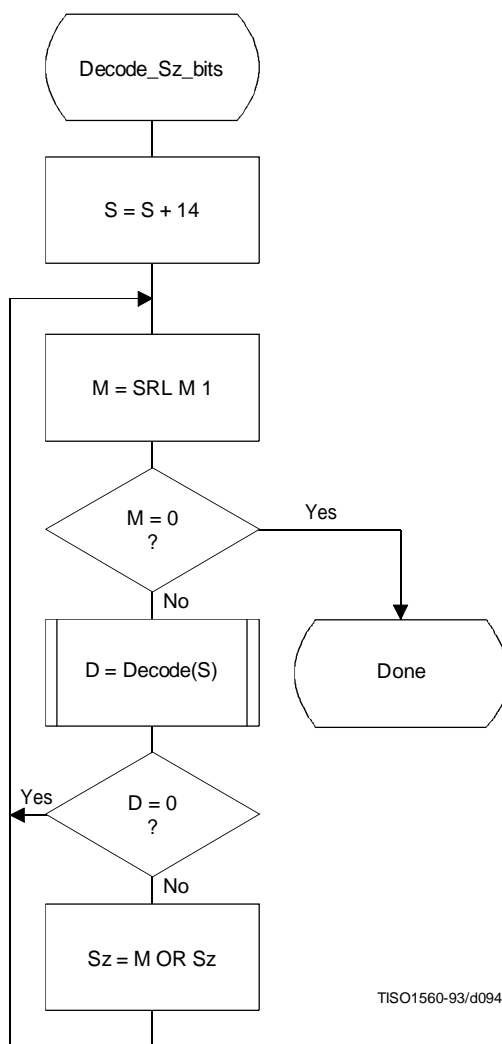 Decode_Sz_bits
S = S + 14
M = SRL M 1
M = 0
?
Yes
No
D = Decode(S)
Done
D = 0
?
Yes
No
Sz = M OR Sz
TISO1560-93/d094